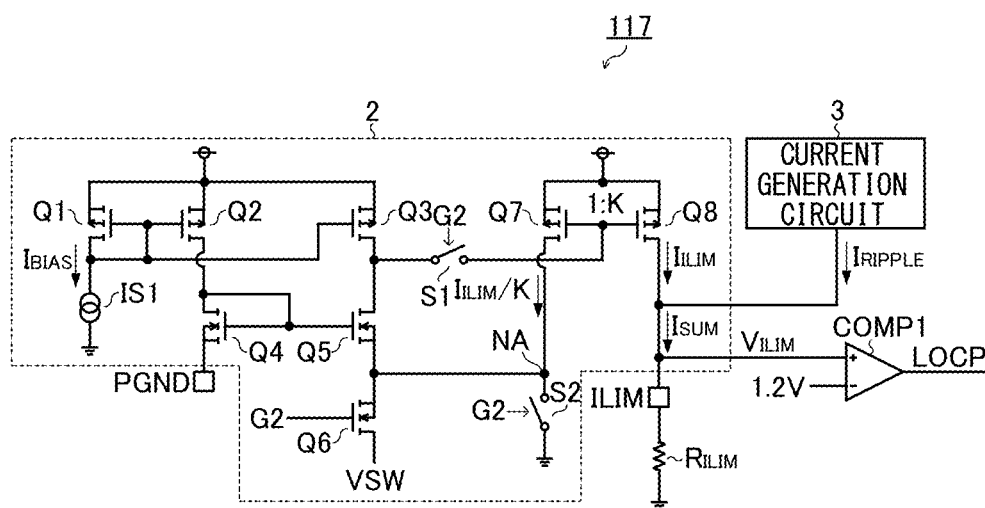 117
2
3
CURRENT
GENERATION
CIRCUIT
Q1
Q2
Q3
G2
Q7
1:K
Q8
IBIAS
IS1
S1
IILIM/K
IILIM
IRIPPLE
Q4
Q5
NA
ISUM
VILIM
COMP1
+
LOCP
1.2V
−
PGND
G2
Q6
VSW
G2
S2
ILIM
RILIM